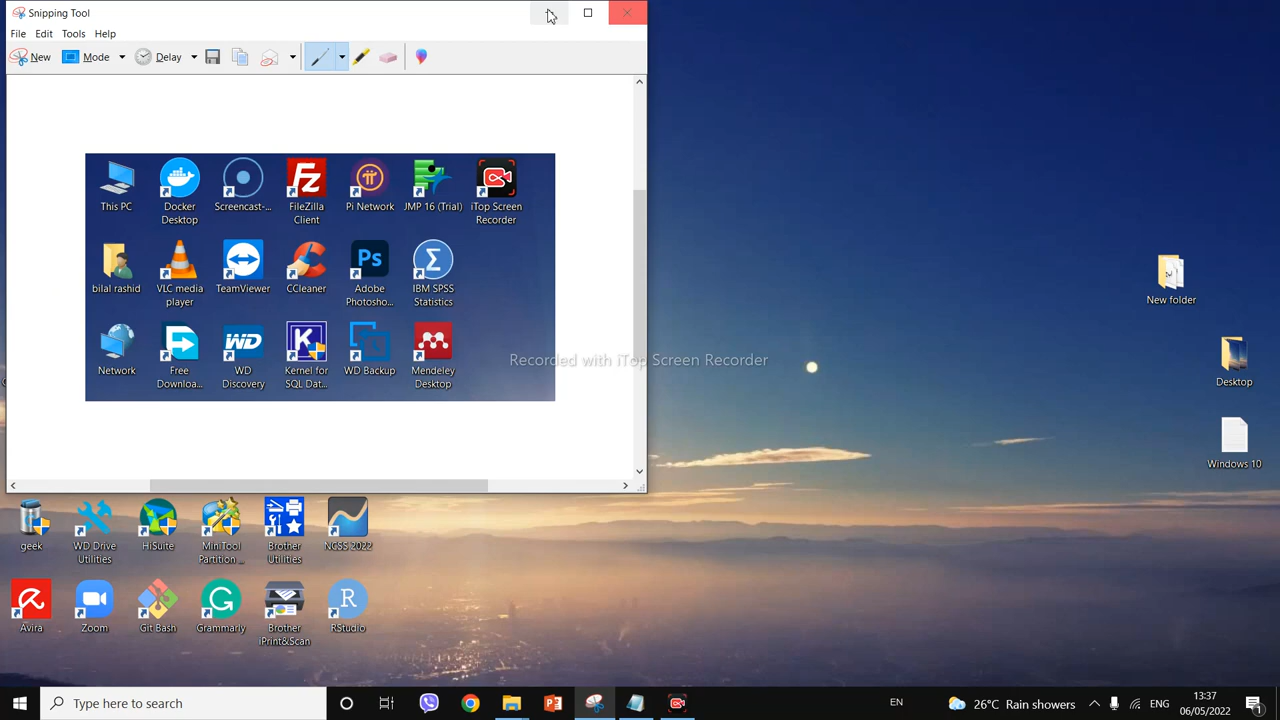 Snipping Tool
File Edit Tools Help
New Mode Delay
This PC
Docker Desktop
Screencast-...
FileZilla Client
Pi Network
JMP 16 (Trial)
iTop Screen Recorder
bilal rashid
VLC media player
TeamViewer
CCleaner
Adobe Photosho...
IBM SPSS Statistics
Network
Free Downloa...
WD Discovery
Kernel for SQL Dat...
WD Backup
Mendeley Desktop
Recorded with iTop Screen Recorder
New folder
Desktop
Windows 10
geek
WD Drive Utilities
HiSuite
MiniTool Partition ...
Brother Utilities
NCSS 2022
Avira
Zoom
Git Bash
Grammarly
Brother iPrint&Scan
RStudio
Type here to search
EN
26°C Rain showers
ENG
13:37
06/05/2022